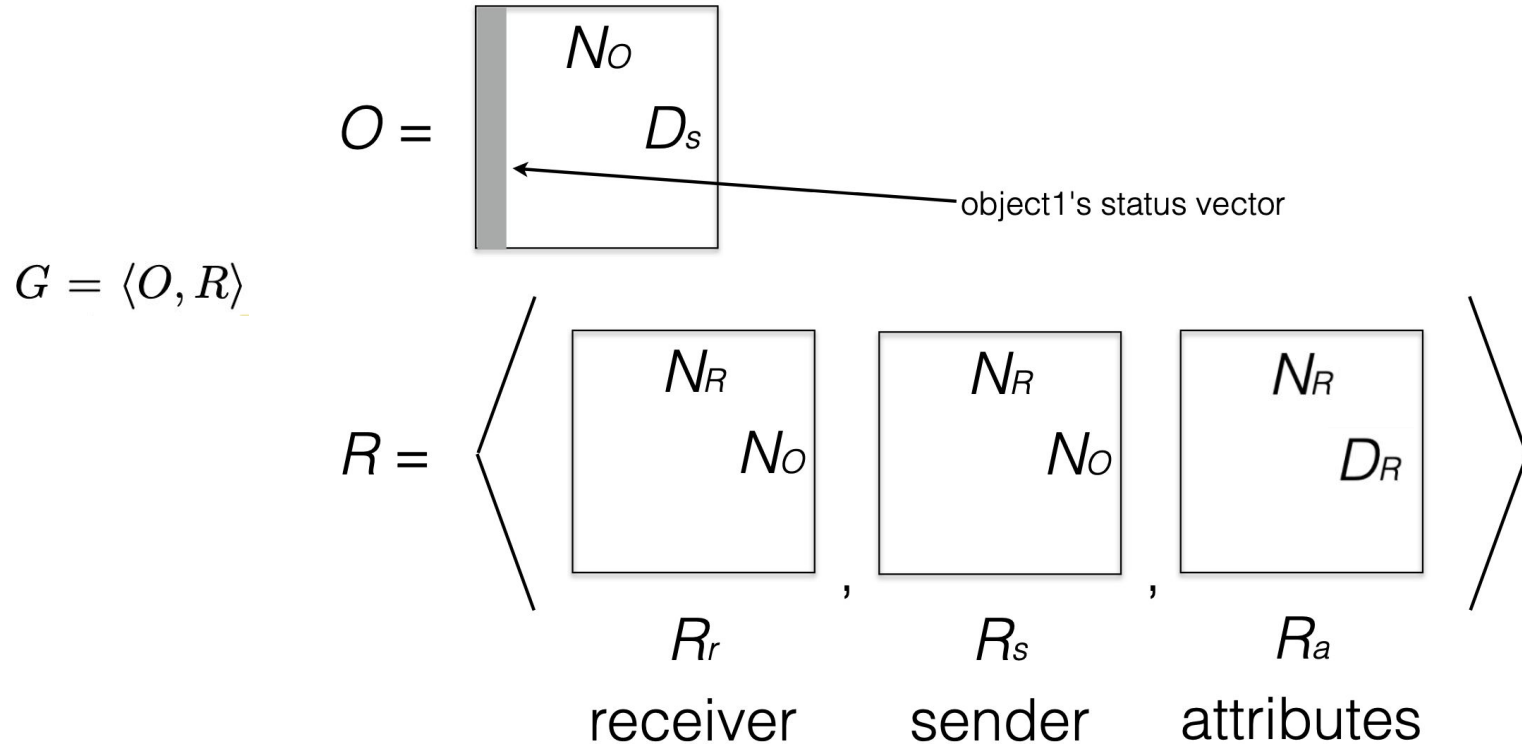 N_O
O = D_s
object1's status vector
G = ⟨O, R⟩
N_R N_R N_R
R = ⟨ N_O , N_O , D_R ⟩
R_r R_s R_a
receiver sender attributes